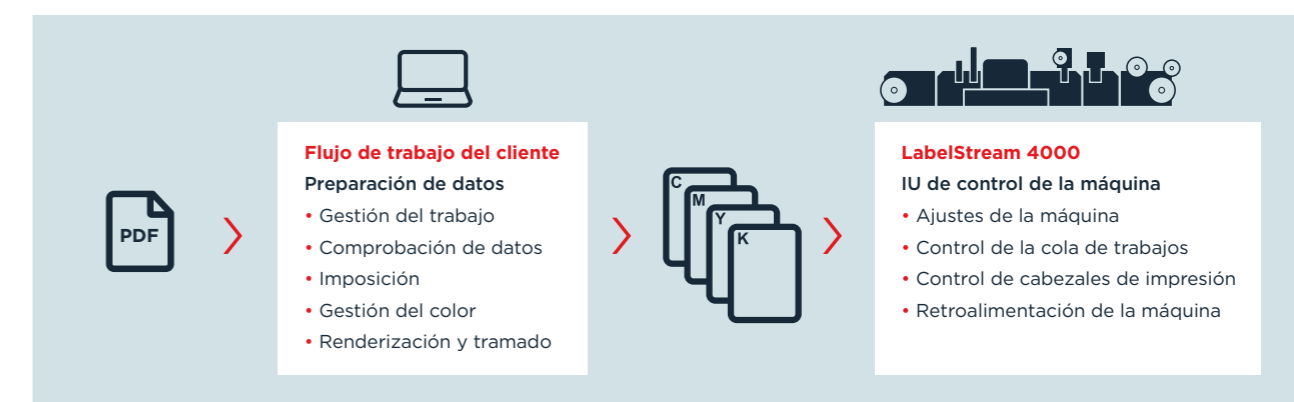 PDF
Flujo de trabajo del cliente
Preparación de datos
• Gestión del trabajo
• Comprobación de datos
• Imposición
• Gestión del color
• Renderización y tramado
C
M
Y
K
LabelStream 4000
IU de control de la máquina
• Ajustes de la máquina
• Control de la cola de trabajos
• Control de cabezales de impresión
• Retroalimentación de la máquina